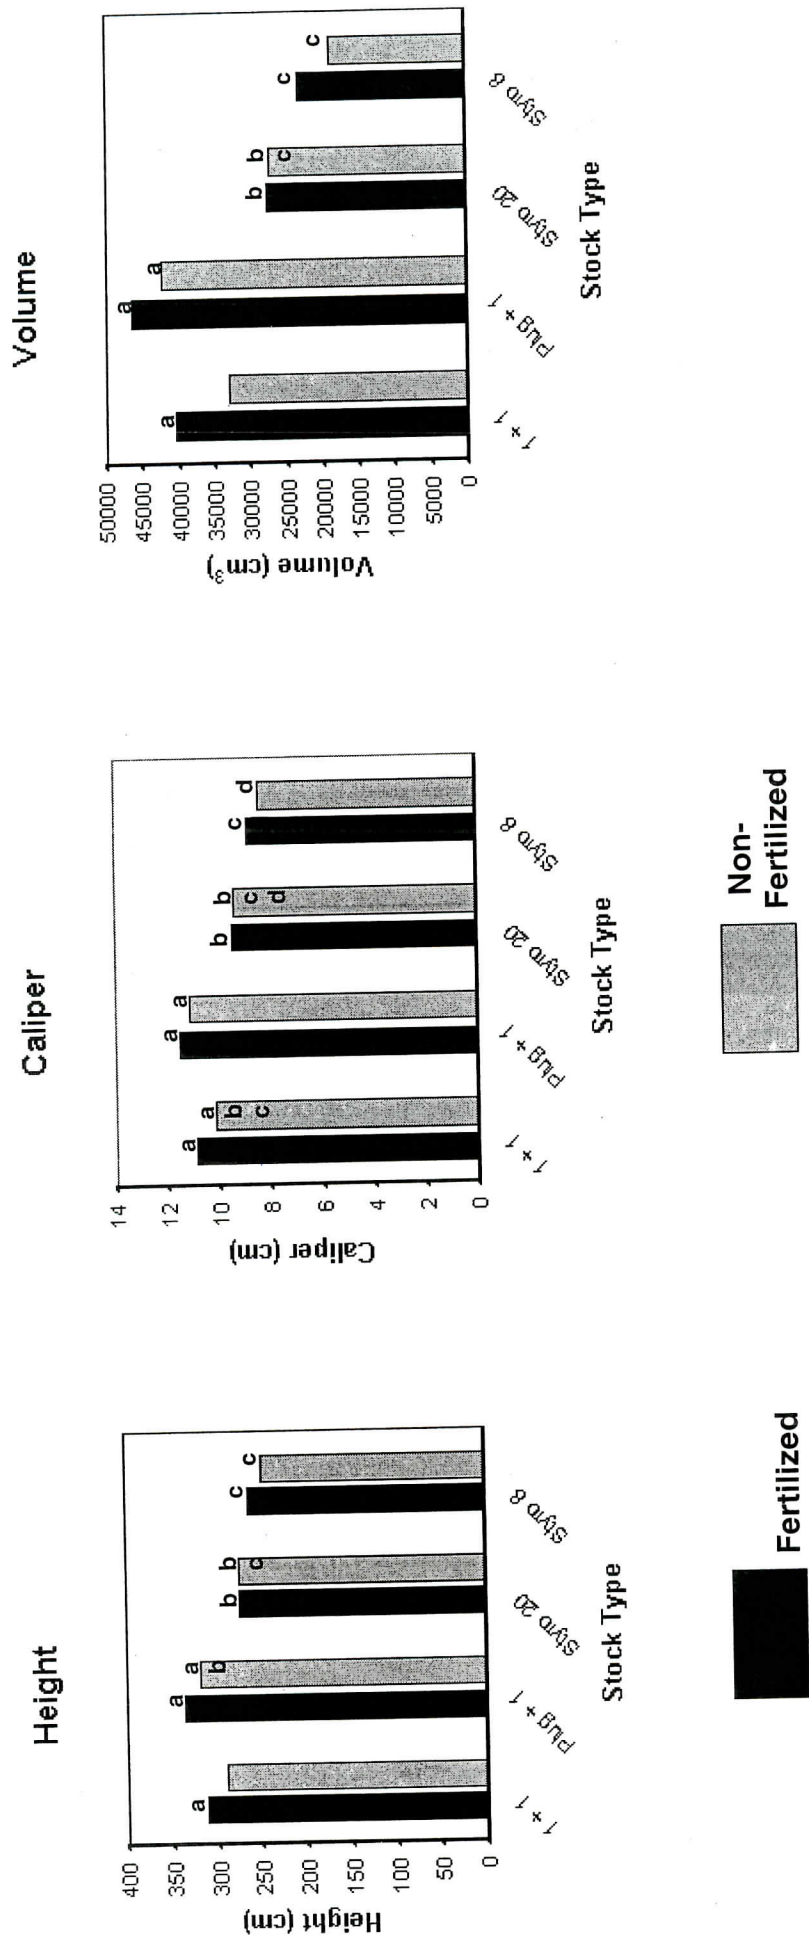 Height
Height (cm)
400
350
300
250
200
150
100
50
0
a
a
a
b
b
b
c
c
c
1 + 1
Plug + 1
Styro 20
Styro 8
Stock Type
Caliper
Caliper (cm)
14
12
10
8
6
4
2
0
a
a
b
c
a
a
b
b
c
d
c
d
1 + 1
Plug + 1
Styro 20
Styro 8
Stock Type
Volume
Volume (cm³)
50000
45000
40000
35000
30000
25000
20000
15000
10000
5000
0
a
a
a
b
b
c
c
c
1 + 1
Plug + 1
Styro 20
Styro 8
Stock Type
Fertilized
Non-
Fertilized